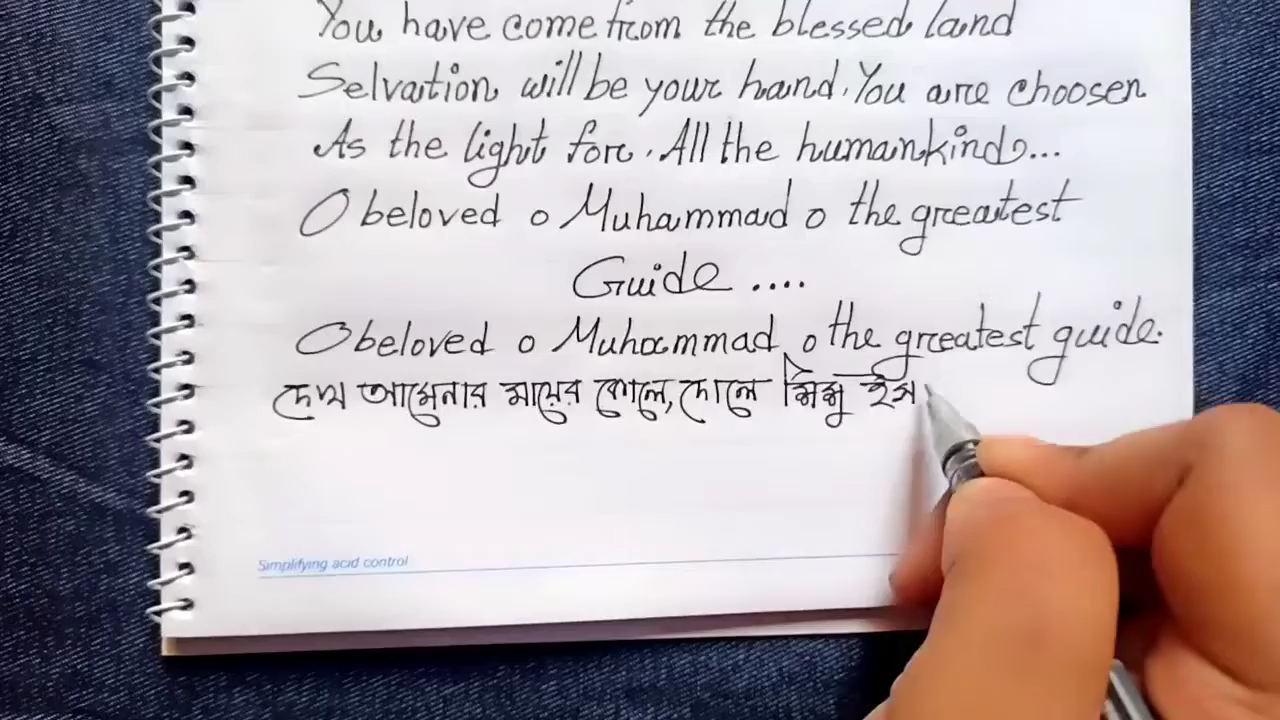 You have come from the blessed land
Selvation will be your hand. You are choosen
As the light for. All the humankind...
O beloved o Muhammad o the greatest
Guide ....
O beloved o Muhammad o the greatest guide.
দেখ আমেনার মায়ের কোলে, দোলে শিশু ইস
Simplifying acid control